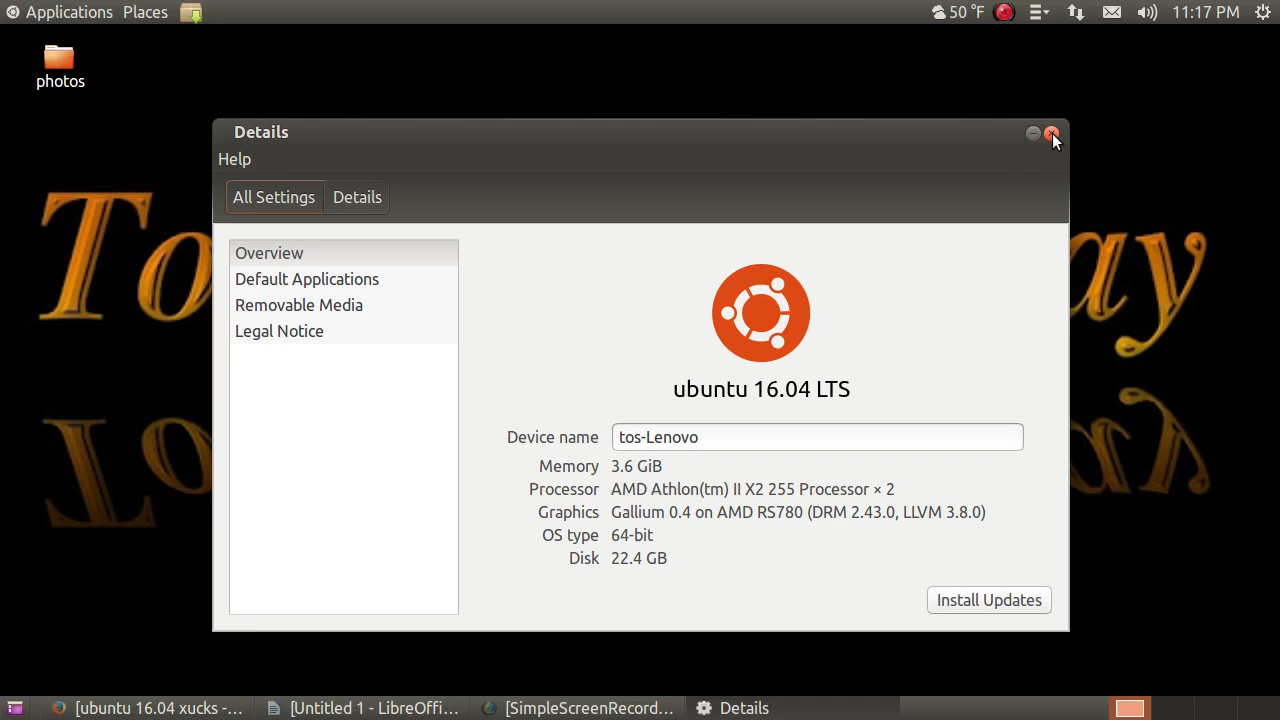 Applications Places 50 °F 11:17 PM
photos
Details
Help
All Settings Details
Overview
Default Applications
Removable Media
Legal Notice
ubuntu 16.04 LTS
Device name tos-Lenovo
Memory 3.6 GiB
Processor AMD Athlon(tm) II X2 255 Processor × 2
Graphics Gallium 0.4 on AMD RS780 (DRM 2.43.0, LLVM 3.8.0)
OS type 64-bit
Disk 22.4 GB
Install Updates
To ay
[ubuntu 16.04 xucks -... [Untitled 1 - LibreOffi... [SimpleScreenRecord... Details